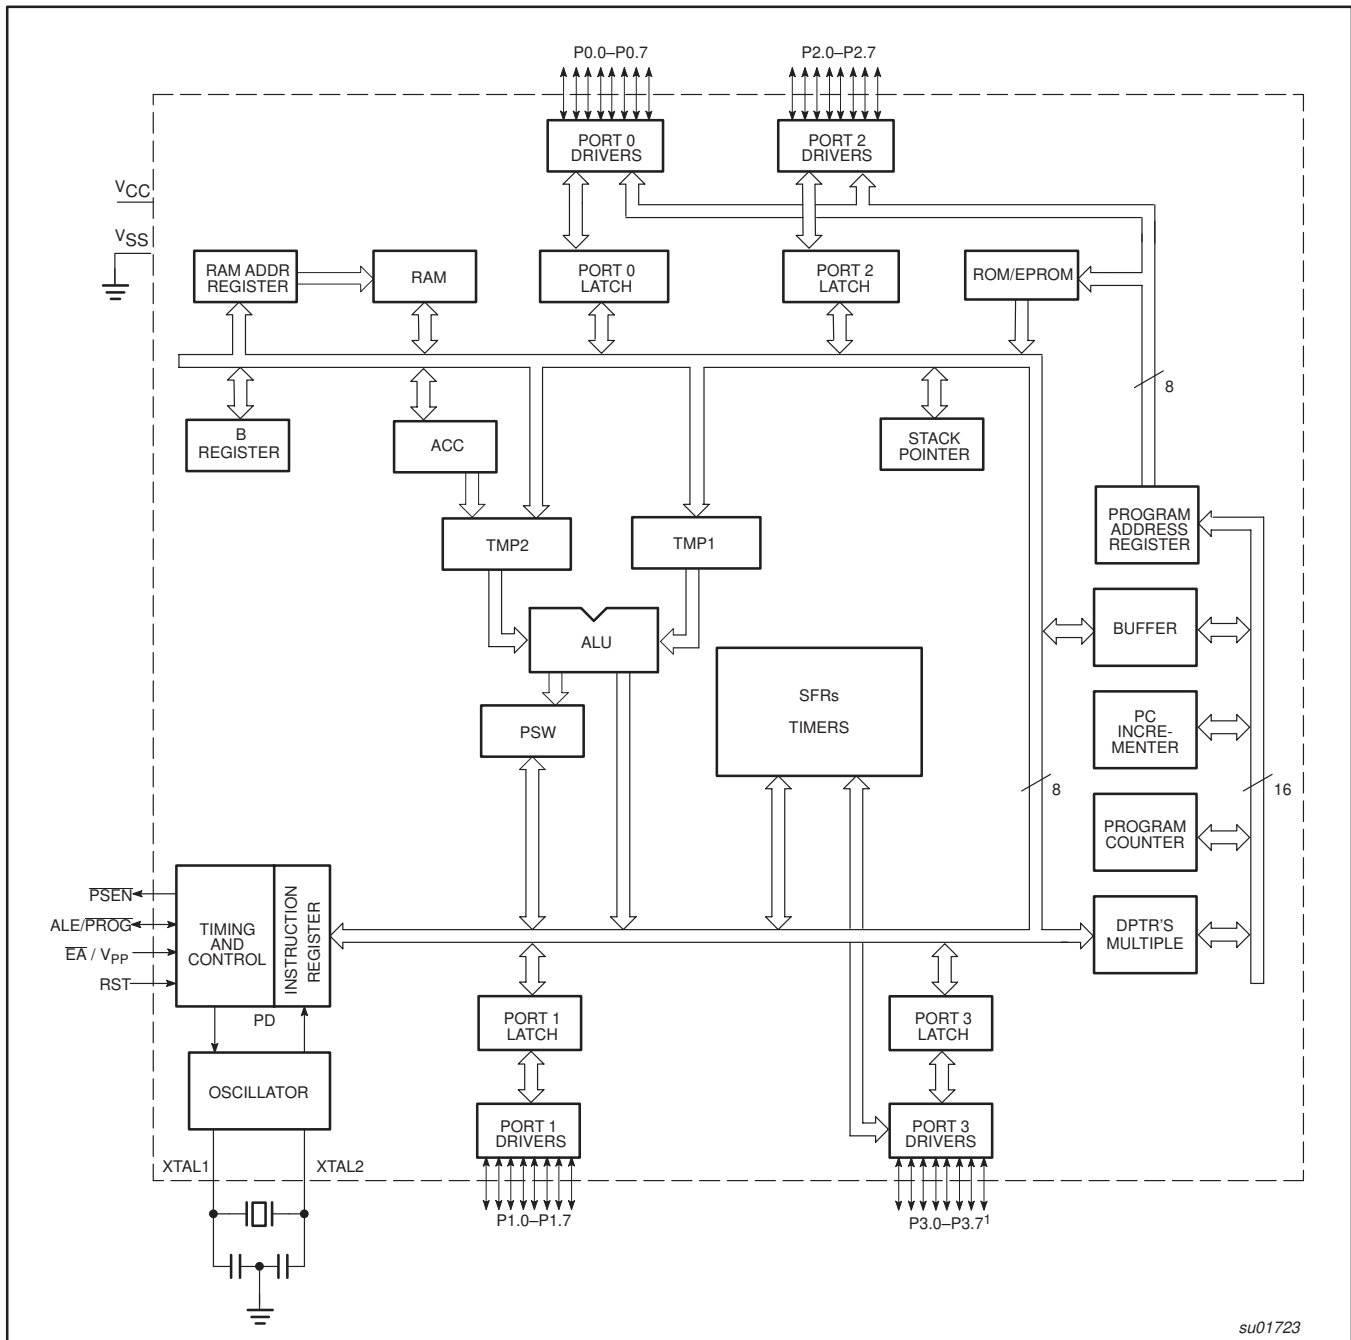 P0.0–P0.7
P2.0–P2.7
PORT 0
DRIVERS
PORT 2
DRIVERS
VCC
VSS
RAM ADDR
REGISTER
RAM
PORT 0
LATCH
PORT 2
LATCH
ROM/EPROM
8
B
REGISTER
ACC
STACK
POINTER
PROGRAM
ADDRESS
REGISTER
TMP2
TMP1
ALU
BUFFER
SFRs
TIMERS
PSW
PC
INCRE-
MENTER
8
16
PROGRAM
COUNTER
PSEN
ALE/PROG
EA / VPP
RST
TIMING
AND
CONTROL
INSTRUCTION
REGISTER
DPTR'S
MULTIPLE
PD
PORT 1
LATCH
PORT 3
LATCH
OSCILLATOR
PORT 1
DRIVERS
PORT 3
DRIVERS
XTAL1
XTAL2
P1.0–P1.7
P3.0–P3.7¹
su01723